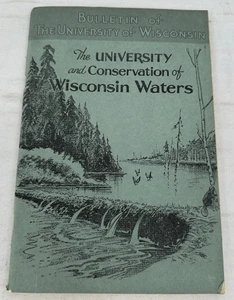 BULLETIN of
THE UNIVERSITY OF WISCONSIN
The UNIVERSITY
and Conservation of
Wisconsin Waters